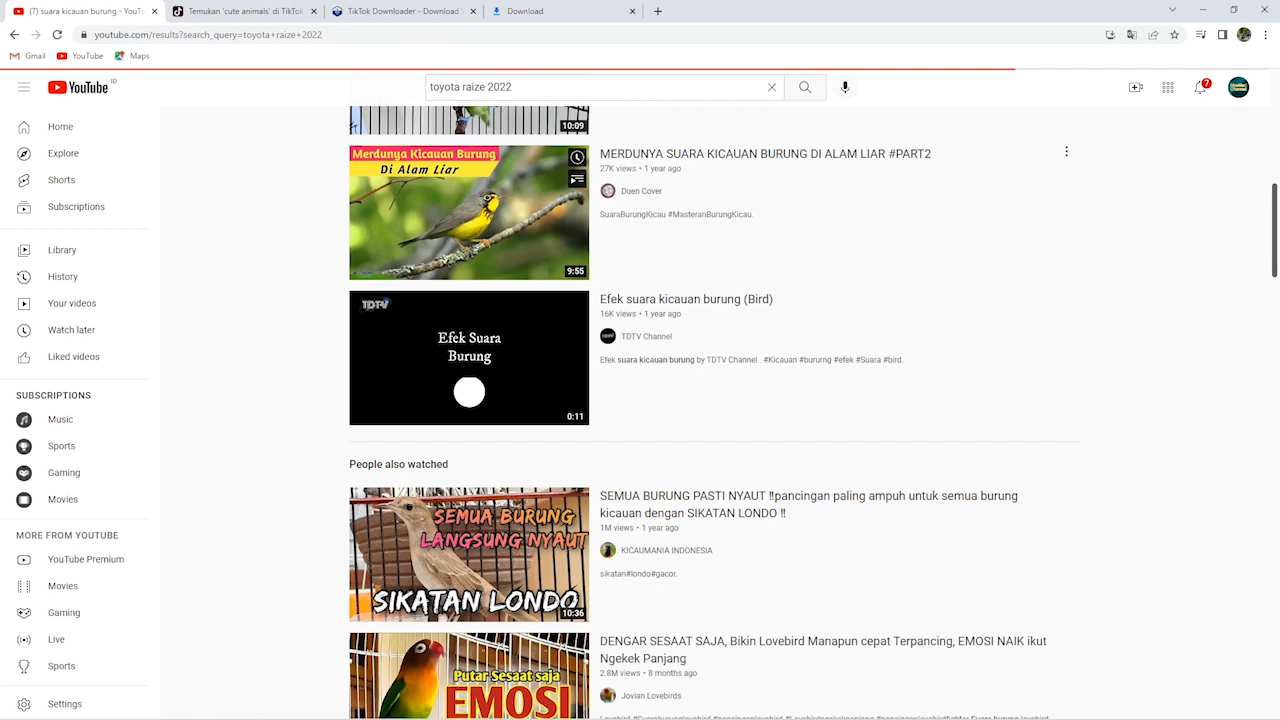 (7) suara kicauan burung - YouTu
Merdukan 'cute animals' di TikTok
TikTok Downloader - Download
Download
youtube.com/results?search_query=toyota+raize+2022
Gmail
YouTube
Maps
YouTube ID
toyota raize 2022
7
Home
Explore
Shorts
Subscriptions
Library
History
Your videos
Watch later
Liked videos
SUBSCRIPTIONS
Music
Sports
Gaming
Movies
MORE FROM YOUTUBE
YouTube Premium
Movies
Gaming
Live
Sports
Settings
10:09
Merdunya Kicauan Burung
Di Alam Liar
9:55
MERDUNYA SUARA KICAUAN BURUNG DI ALAM LIAR #PART2
27K views • 1 year ago
Duen Cover
SuaraBurungKicau #MasteranBurungKicau.
TDTV
Efek Suara
Burung
0:11
Efek suara kicauan burung (Bird)
16K views • 1 year ago
TDTV Channel
Efek suara kicauan burung by TDTV Channel . #Kicauan #bururng #efek #Suara #bird.
People also watched
SEMUA BURUNG
LANGSUNG NYAUT
SIKATAN LONDO
10:36
SEMUA BURUNG PASTI NYAUT ‼pancingan paling ampuh untuk semua burung
kicauan dengan SIKATAN LONDO ‼
1M views • 1 year ago
KICAUMANIA INDONESIA
sikatan#londo#gacor.
Putar Sesaat saja
EMOSI
DENGAR SESAAT SAJA, Bikin Lovebird Manapun cepat Terpancing, EMOSI NAIK ikut
Ngekek Panjang
2.8M views • 8 months ago
Jovian Lovebirds